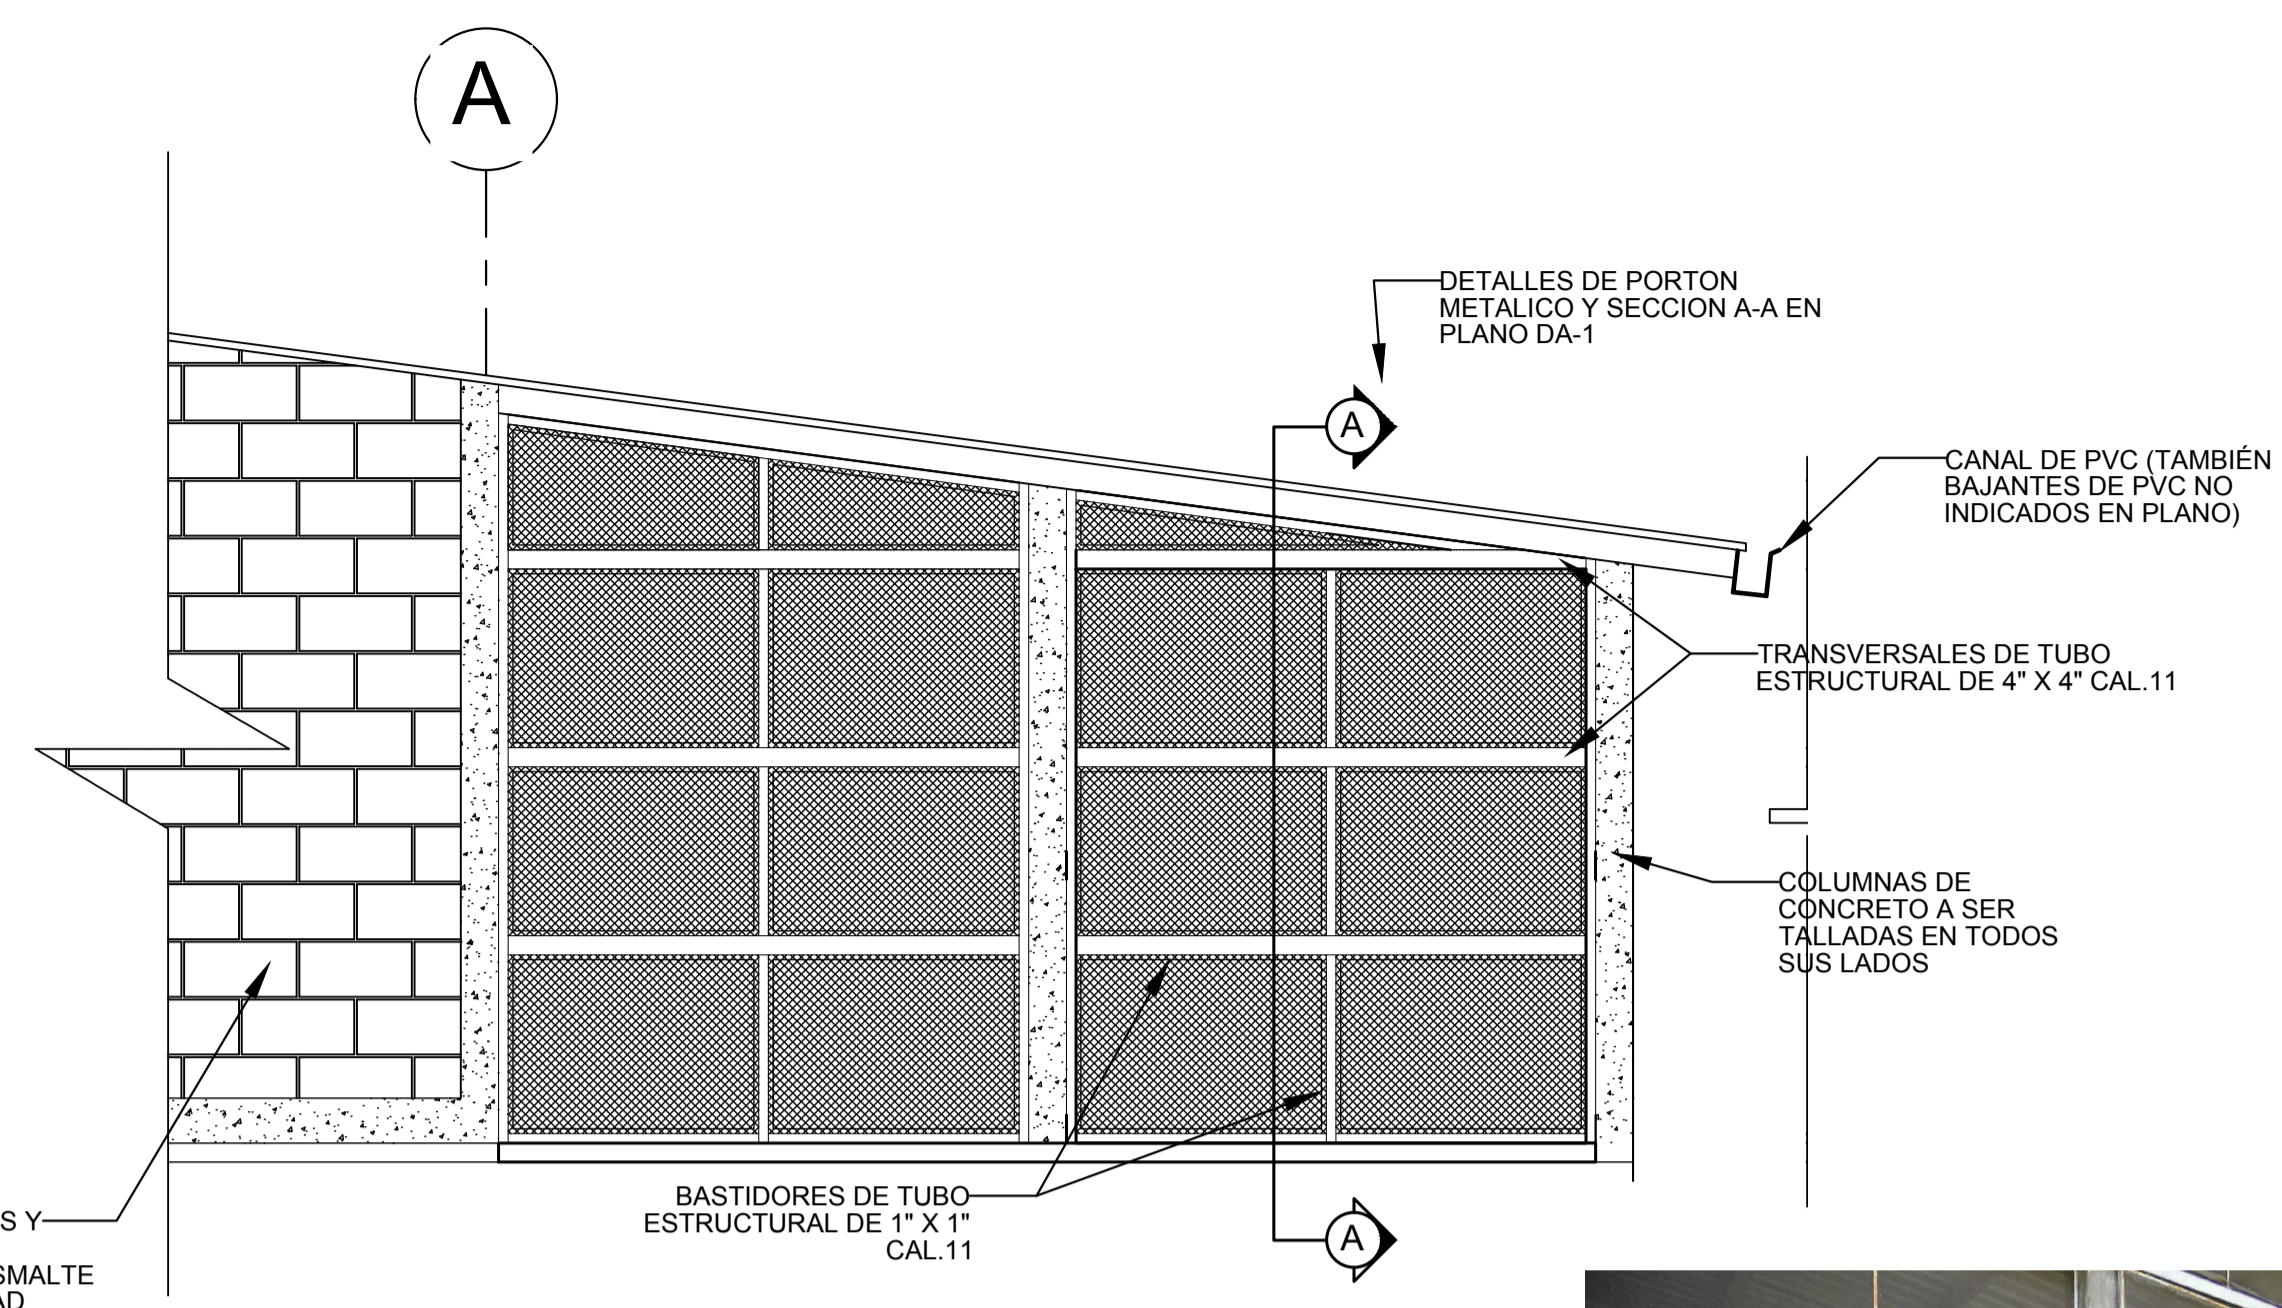 A
DETALLES DE PORTON
METALICO Y SECCION A-A EN
PLANO DA-1
A
CANAL DE PVC (TAMBIÉN
BAJANTES DE PVC NO
INDICADOS EN PLANO)
TRANSVERSALES DE TUBO
ESTRUCTURAL DE 4" X 4" CAL.11
COLUMNAS DE
CONCRETO A SER
TALLADAS EN TODOS
SUS LADOS
BASTIDORES DE TUBO
ESTRUCTURAL DE 1" X 1"
CAL.11
A
S Y
SMALTE
AD